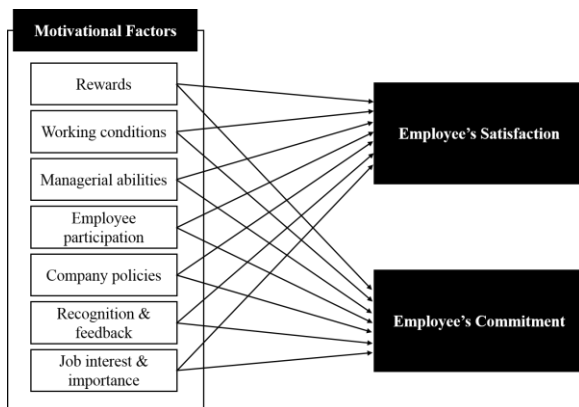 Motivational Factors
Rewards
Working conditions
Managerial abilities
Employee
participation
Company policies
Recognition &
feedback
Job interest &
importance
Employee's Satisfaction
Employee's Commitment